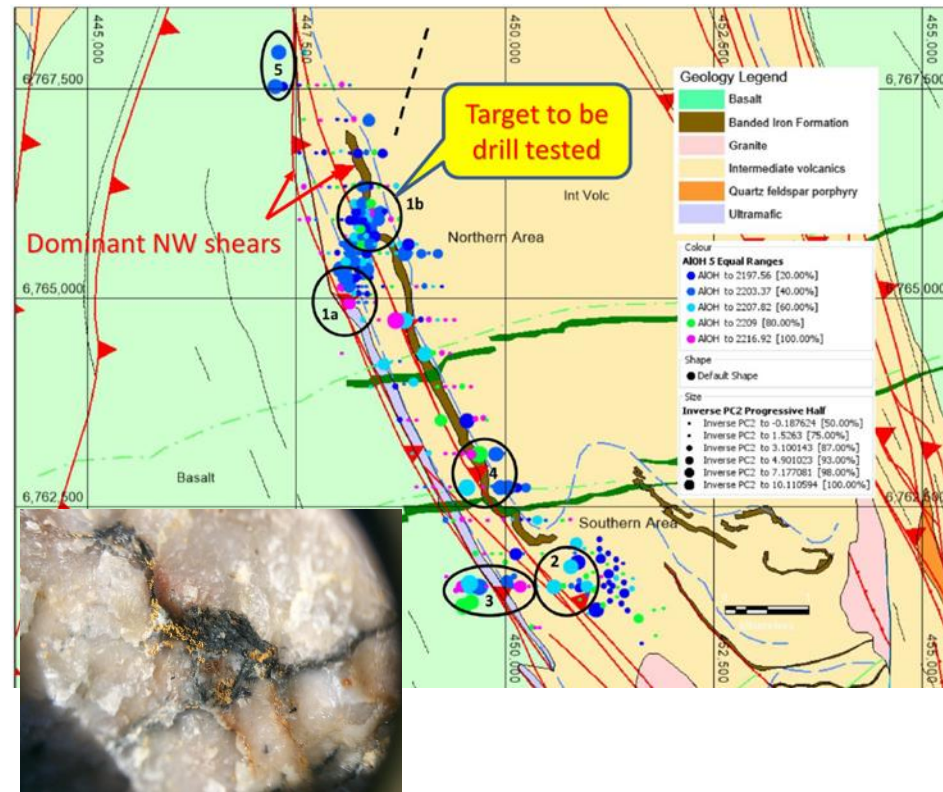 445,000
447,500
450,000
452,500
455,000
6,767,500
6,767,500
5
Target to be
drill tested
1b
Int Volc
Dominant NW shears
Northern Area
6,765,000
1a
Basalt
4
6,762,500
6,762,500
Southern Area
2
3
450,000
452,500
455,000
Geology Legend
Basalt
Banded Iron Formation
Granite
Intermediate volcanics
Quartz feldspar porphyry
Ultramafic
Colour
AlOH 5 Equal Ranges
AlOH to 2197.56 [20.00%]
AlOH to 2203.37 [40.00%]
AlOH to 2207.82 [60.00%]
AlOH to 2209 [80.00%]
AlOH to 2216.92 [100.00%]
Shape
Default Shape
Size
Inverse PC2 Progressive Half
Inverse PC2 to -0.187624 [50.00%]
Inverse PC2 to 1.5263 [75.00%]
Inverse PC2 to 3.100143 [87.00%]
Inverse PC2 to 4.901023 [93.00%]
Inverse PC2 to 7.177081 [98.00%]
Inverse PC2 to 10.110594 [100.00%]